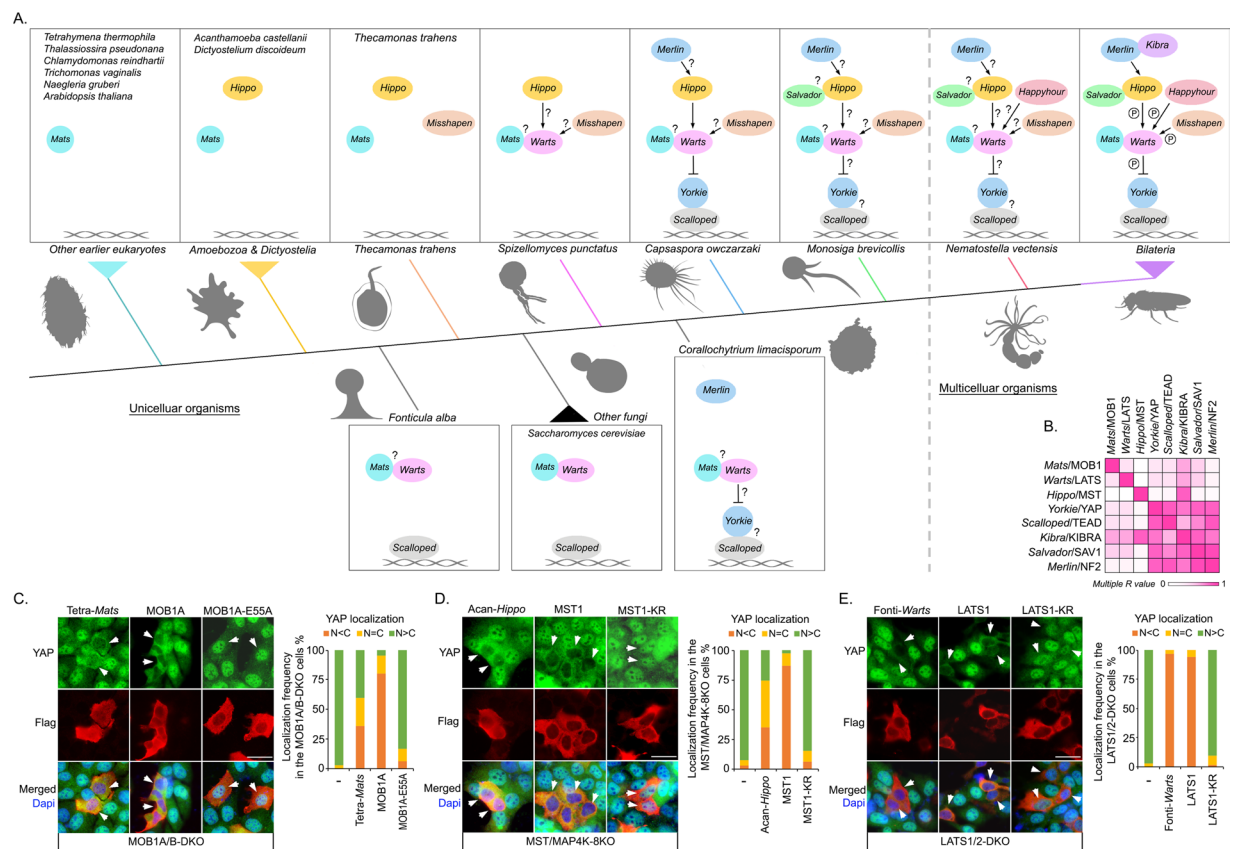 A.
Tetrahymena thermophila
Thalassiosira pseudonana
Chlamydomonas reindhartii
Trichomonas vaginalis
Naegleria gruberi
Arabidopsis thaliana
Mats
Acanthamoeba castellanii
Dictyostelium discoideum
Hippo
Mats
Thecamonas trahens
Hippo
Misshapen
Mats
Hippo
?
Misshapen
? ?
Mats Warts
Merlin
?
Hippo
?
Misshapen
? ?
Mats Warts
?
Yorkie
?
Scalloped
Merlin
? ?
Salvador Hippo
?
Misshapen
? ?
Mats Warts
?
Yorkie
?
Scalloped
Merlin
? ?
Salvador Hippo Happyhour
? ?
Misshapen
? ?
Mats Warts
?
Yorkie
?
Scalloped
Kibra
Merlin
Salvador Hippo Happyhour
P P
Misshapen
Mats Warts P
P
Yorkie
Scalloped
Other earlier eukaryotes
Amoebozoa & Dictyostelia
Thecamonas trahens
Spizellomyces punctatus
Capsaspora owczarzaki
Monosiga brevicollis
Nematostella vectensis
Bilateria
Unicelluar organisms
Multicelluar organisms
Fonticula alba
?
Mats Warts
Scalloped
Other fungi
Saccharomyces cerevisiae
Mats Warts
Scalloped
Corallochytrium limacisporum
Merlin
?
Mats Warts
?
Yorkie
?
Scalloped
B.
Mats/MOB1
Warts/LATS
Hippo/MST
Yorkie/YAP
Scalloped/TEAD
Kibra/KIBRA
Salvador/SAV1
Merlin/NF2
Mats/MOB1
Warts/LATS
Hippo/MST
Yorkie/YAP
Scalloped/TEAD
Kibra/KIBRA
Salvador/SAV1
Merlin/NF2
Multiple R value 0 1
C.
Tetra-Mats MOB1A MOB1A-E55A
YAP
Flag
Merged
Dapi
MOB1A/B-DKO
YAP localization
N<C N=C N>C
Localization frequency
in the MOB1A/B-DKO cells %
100
75
50
25
0
-
Tetra-Mats
MOB1A
MOB1A-E55A
D.
Acan-Hippo MST1 MST1-KR
YAP
Flag
Merged
Dapi
MST/MAP4K-8KO
YAP localization
N<C N=C N>C
Localization frequency in the
MST/MAP4K-8KO cells %
100
75
50
25
0
-
Acan-Hippo
MST1
MST1-KR
E.
Fonti-Warts LATS1 LATS1-KR
YAP
Flag
Merged
Dapi
LATS1/2-DKO
YAP localization
N<C N=C N>C
Localization frequency in the
LATS1/2-DKO cells %
100
75
50
25
0
-
Fonti-Warts
LATS1
LATS1-KR